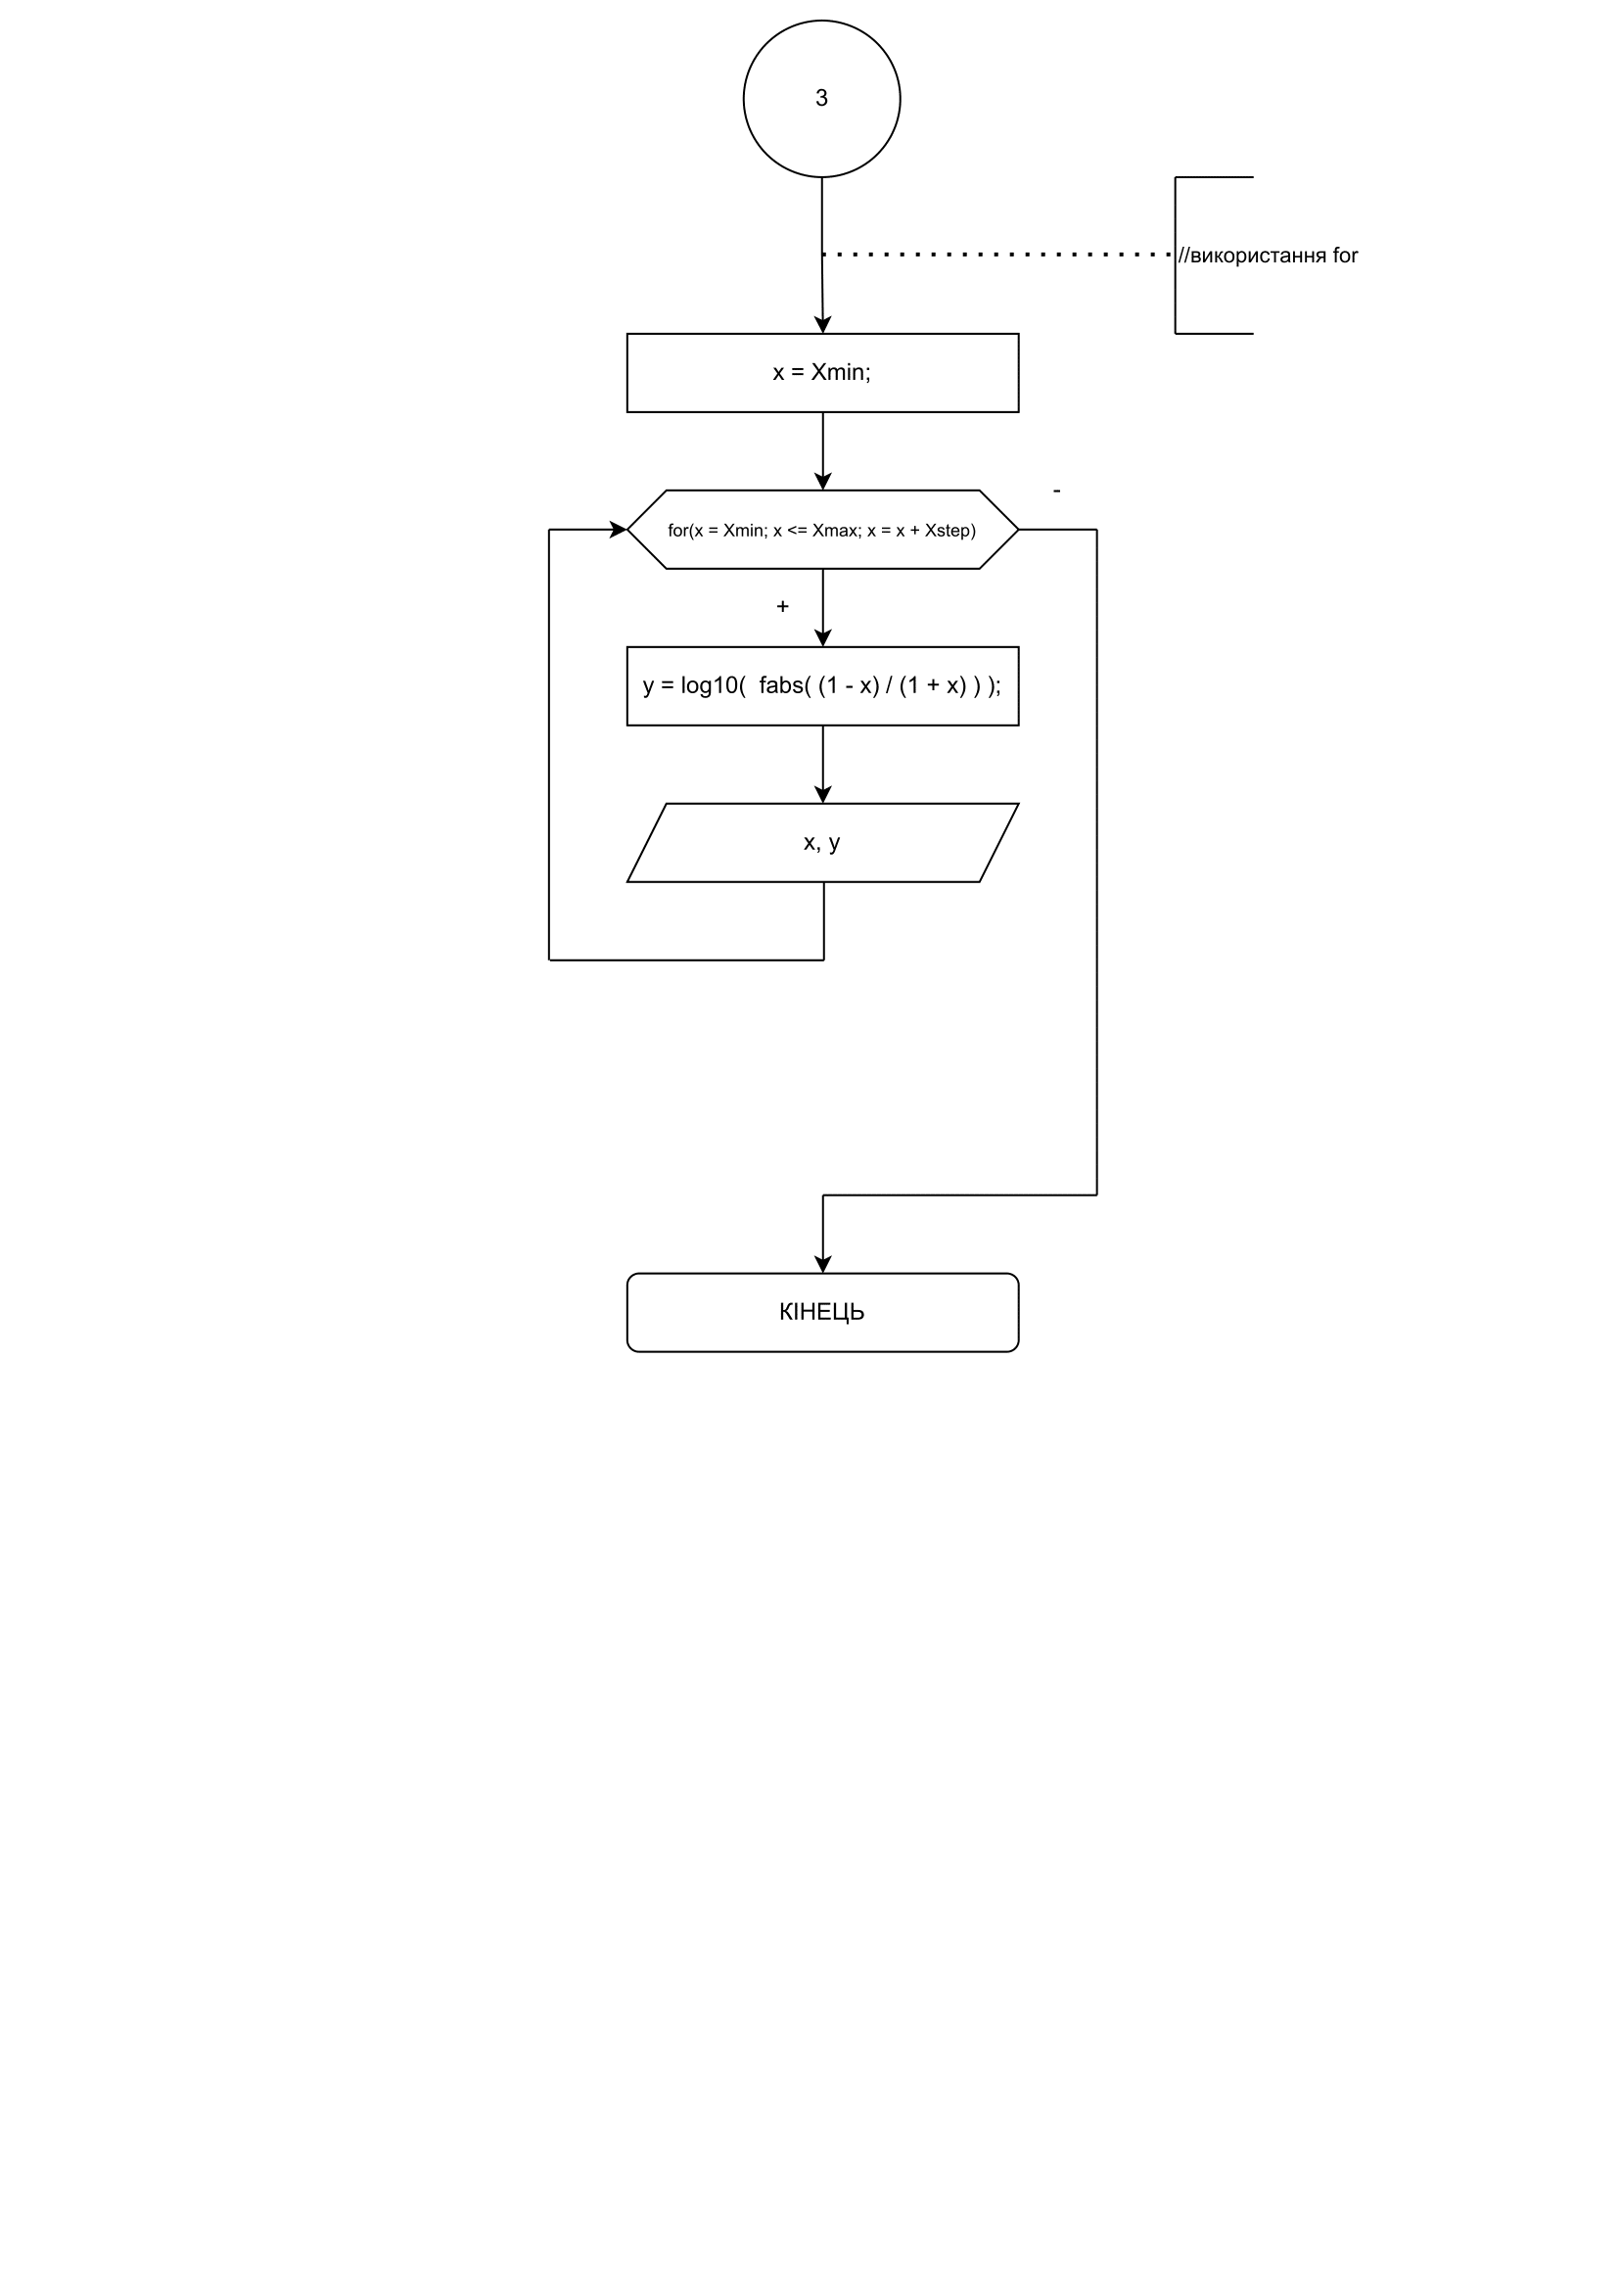 3
//використання for
x = Xmin;
-
for(x = Xmin; x <= Xmax; x = x + Xstep)
+
y = log10(  fabs( (1 - x) / (1 + x) ) );
x, y
КІНЕЦЬ